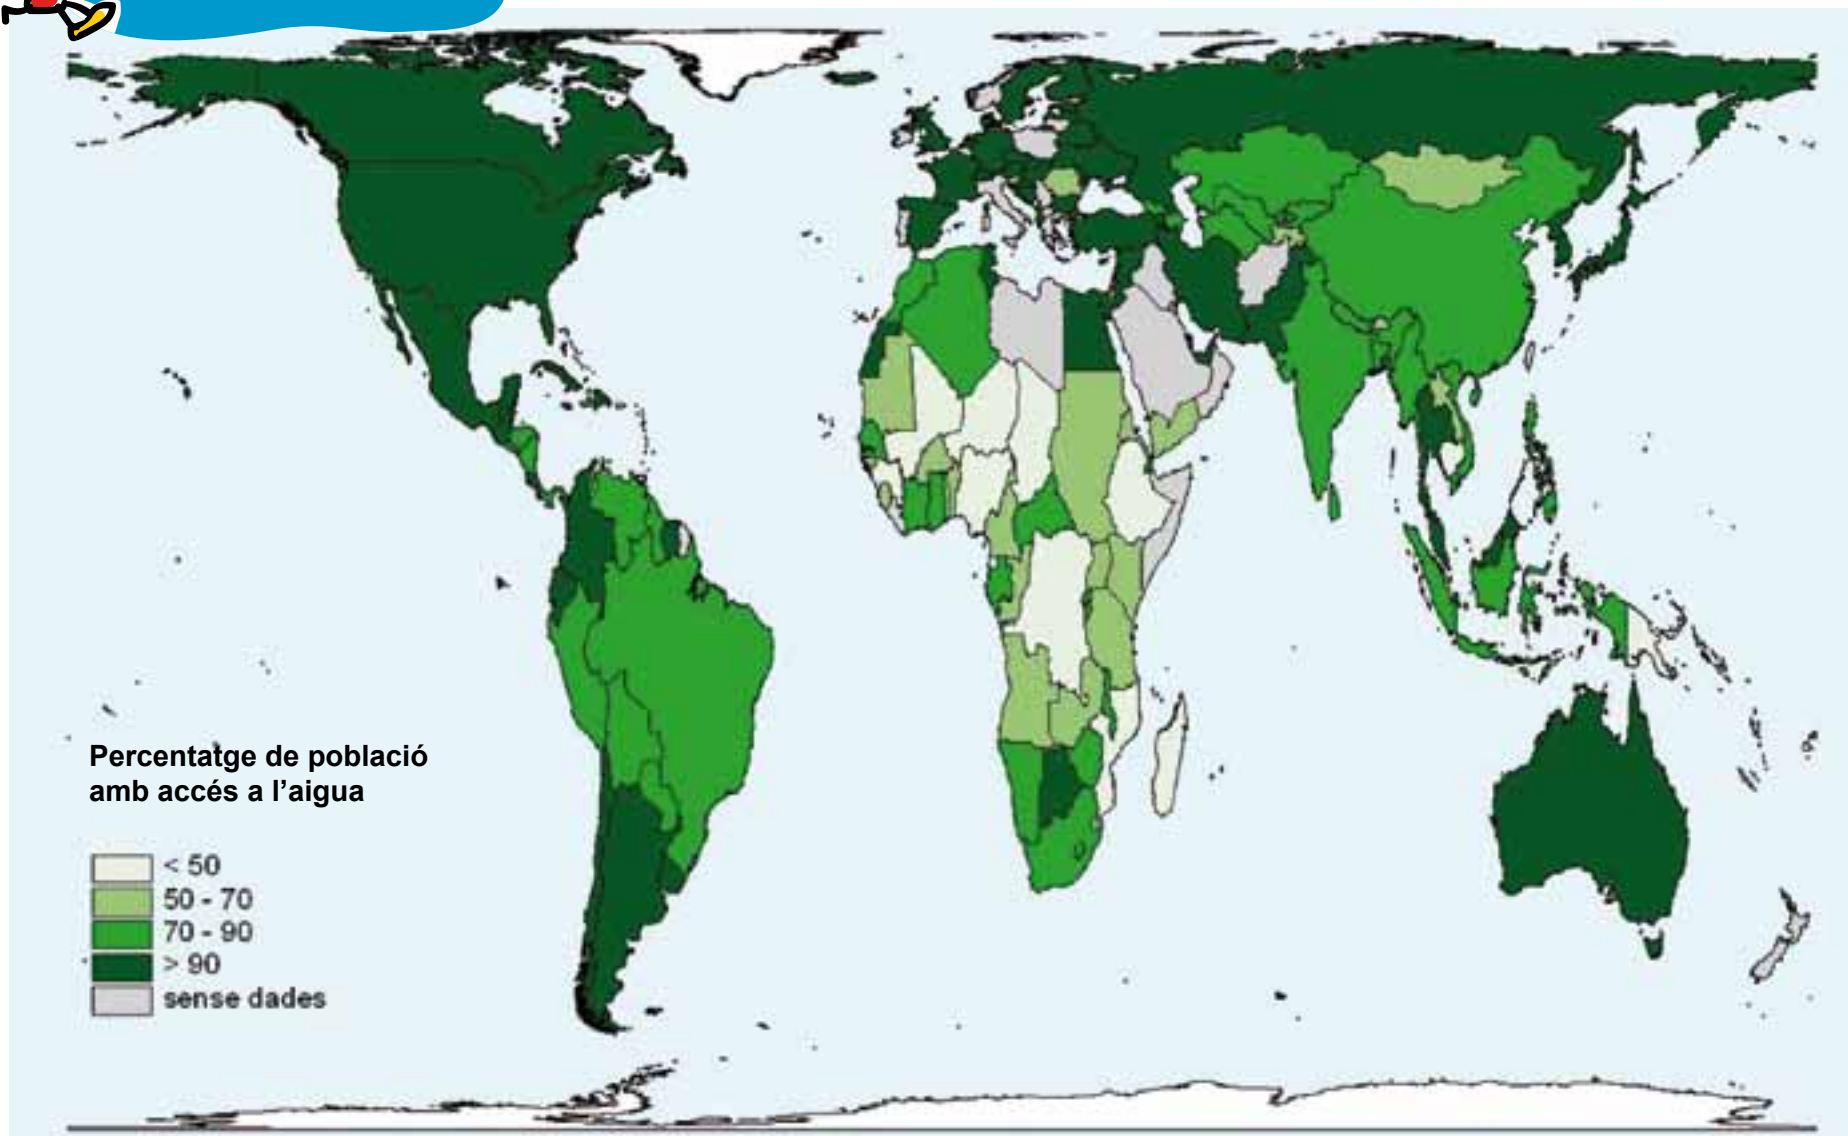 Percentatge de població
amb accés a l’aigua
< 50
50 - 70
70 - 90
> 90
sense dades